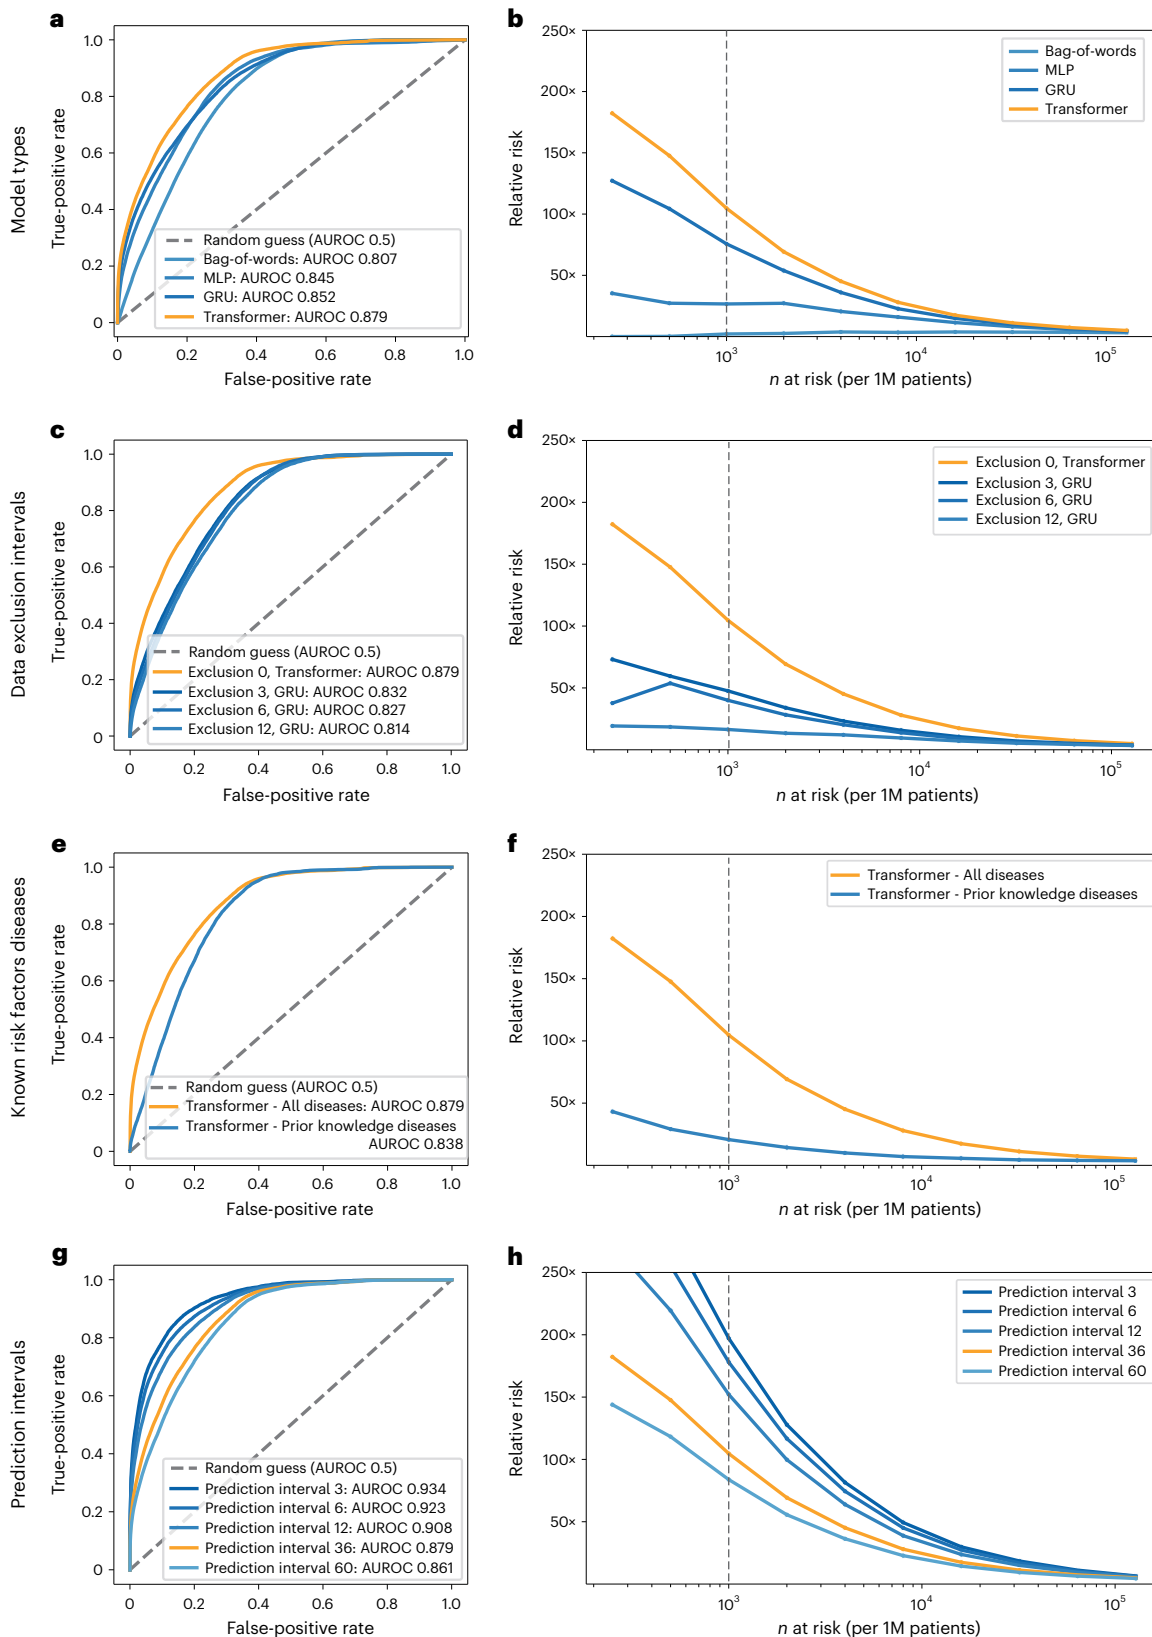 a
Model types
True-positive rate
1.0
0.8
0.6
0.4
0.2
0
Random guess (AUROC 0.5)
Bag-of-words: AUROC 0.807
MLP: AUROC 0.845
GRU: AUROC 0.852
Transformer: AUROC 0.879
0 0.2 0.4 0.6 0.8 1.0
False-positive rate
b
Relative risk
250×
200×
150×
100×
50×
Bag-of-words
MLP
GRU
Transformer
10³ 10⁴ 10⁵
n at risk (per 1M patients)
c
Data exclusion intervals
True-positive rate
1.0
0.8
0.6
0.4
0.2
0
Random guess (AUROC 0.5)
Exclusion 0, Transformer: AUROC 0.879
Exclusion 3, GRU: AUROC 0.832
Exclusion 6, GRU: AUROC 0.827
Exclusion 12, GRU: AUROC 0.814
0 0.2 0.4 0.6 0.8 1.0
False-positive rate
d
Relative risk
250×
200×
150×
100×
50×
Exclusion 0, Transformer
Exclusion 3, GRU
Exclusion 6, GRU
Exclusion 12, GRU
10³ 10⁴ 10⁵
n at risk (per 1M patients)
e
Known risk factors diseases
True-positive rate
1.0
0.8
0.6
0.4
0.2
0
Random guess (AUROC 0.5)
Transformer - All diseases: AUROC 0.879
Transformer - Prior knowledge diseases
AUROC 0.838
0 0.2 0.4 0.6 0.8 1.0
False-positive rate
f
Relative risk
250×
200×
150×
100×
50×
Transformer - All diseases
Transformer - Prior knowledge diseases
10³ 10⁴ 10⁵
n at risk (per 1M patients)
g
Prediction intervals
True-positive rate
1.0
0.8
0.6
0.4
0.2
0
Random guess (AUROC 0.5)
Prediction interval 3: AUROC 0.934
Prediction interval 6: AUROC 0.923
Prediction interval 12: AUROC 0.908
Prediction interval 36: AUROC 0.879
Prediction interval 60: AUROC 0.861
0 0.2 0.4 0.6 0.8 1.0
False-positive rate
h
Relative risk
250×
200×
150×
100×
50×
Prediction interval 3
Prediction interval 6
Prediction interval 12
Prediction interval 36
Prediction interval 60
10³ 10⁴ 10⁵
n at risk (per 1M patients)